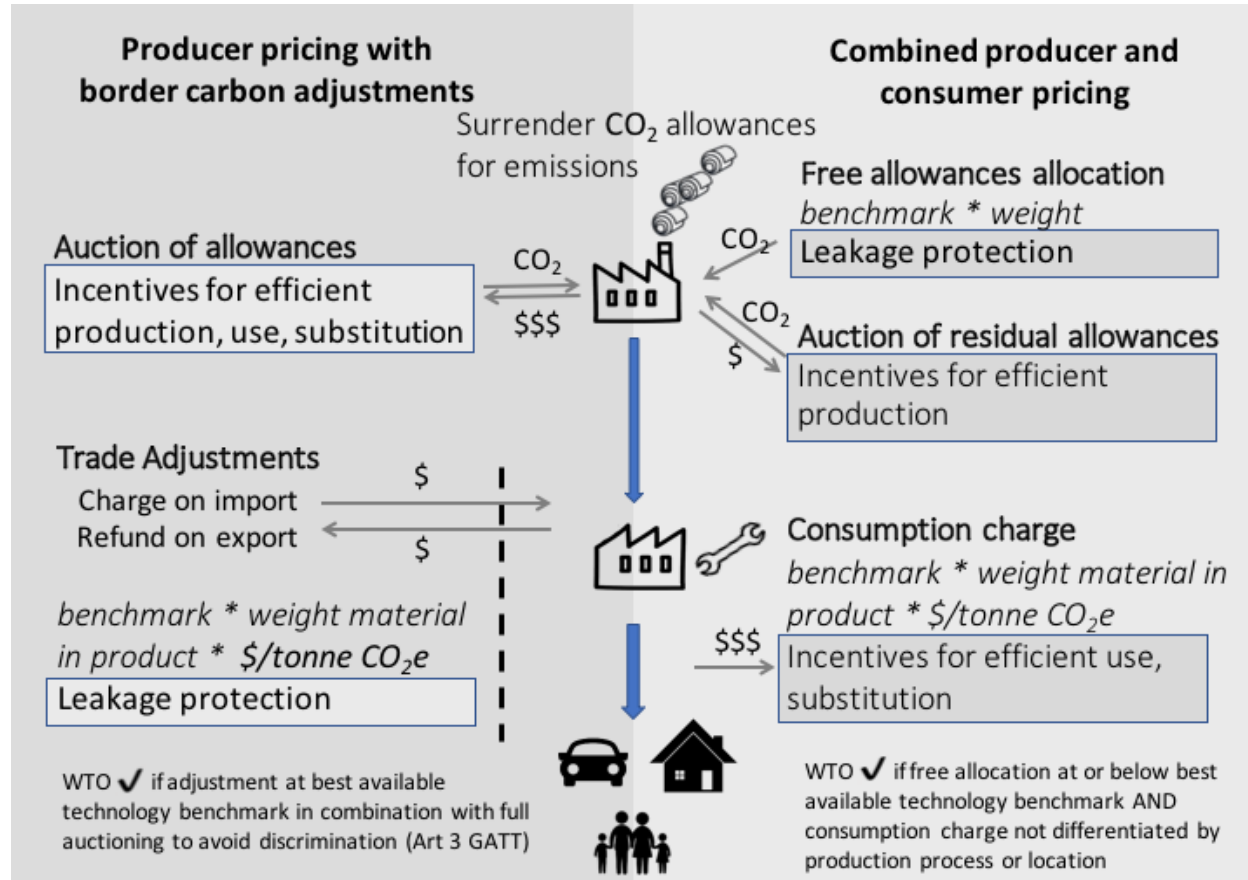 Producer pricing with
border carbon adjustments
Combined producer and
consumer pricing
Surrender CO₂ allowances
for emissions
Free allowances allocation
benchmark * weight
Leakage protection
CO₂
Auction of allowances
Incentives for efficient
production, use, substitution
CO₂
$$$
CO₂
$
Auction of residual allowances
Incentives for efficient
production
Trade Adjustments
Charge on import
Refund on export
$
$
benchmark * weight material
in product * $/tonne CO₂e
Leakage protection
Consumption charge
benchmark * weight material in
product * $/tonne CO₂e
$$$
Incentives for efficient use,
substitution
WTO ✓ if adjustment at best available
technology benchmark in combination with full
auctioning to avoid discrimination (Art 3 GATT)
WTO ✓ if free allocation at or below best
available technology benchmark AND
consumption charge not differentiated by
production process or location